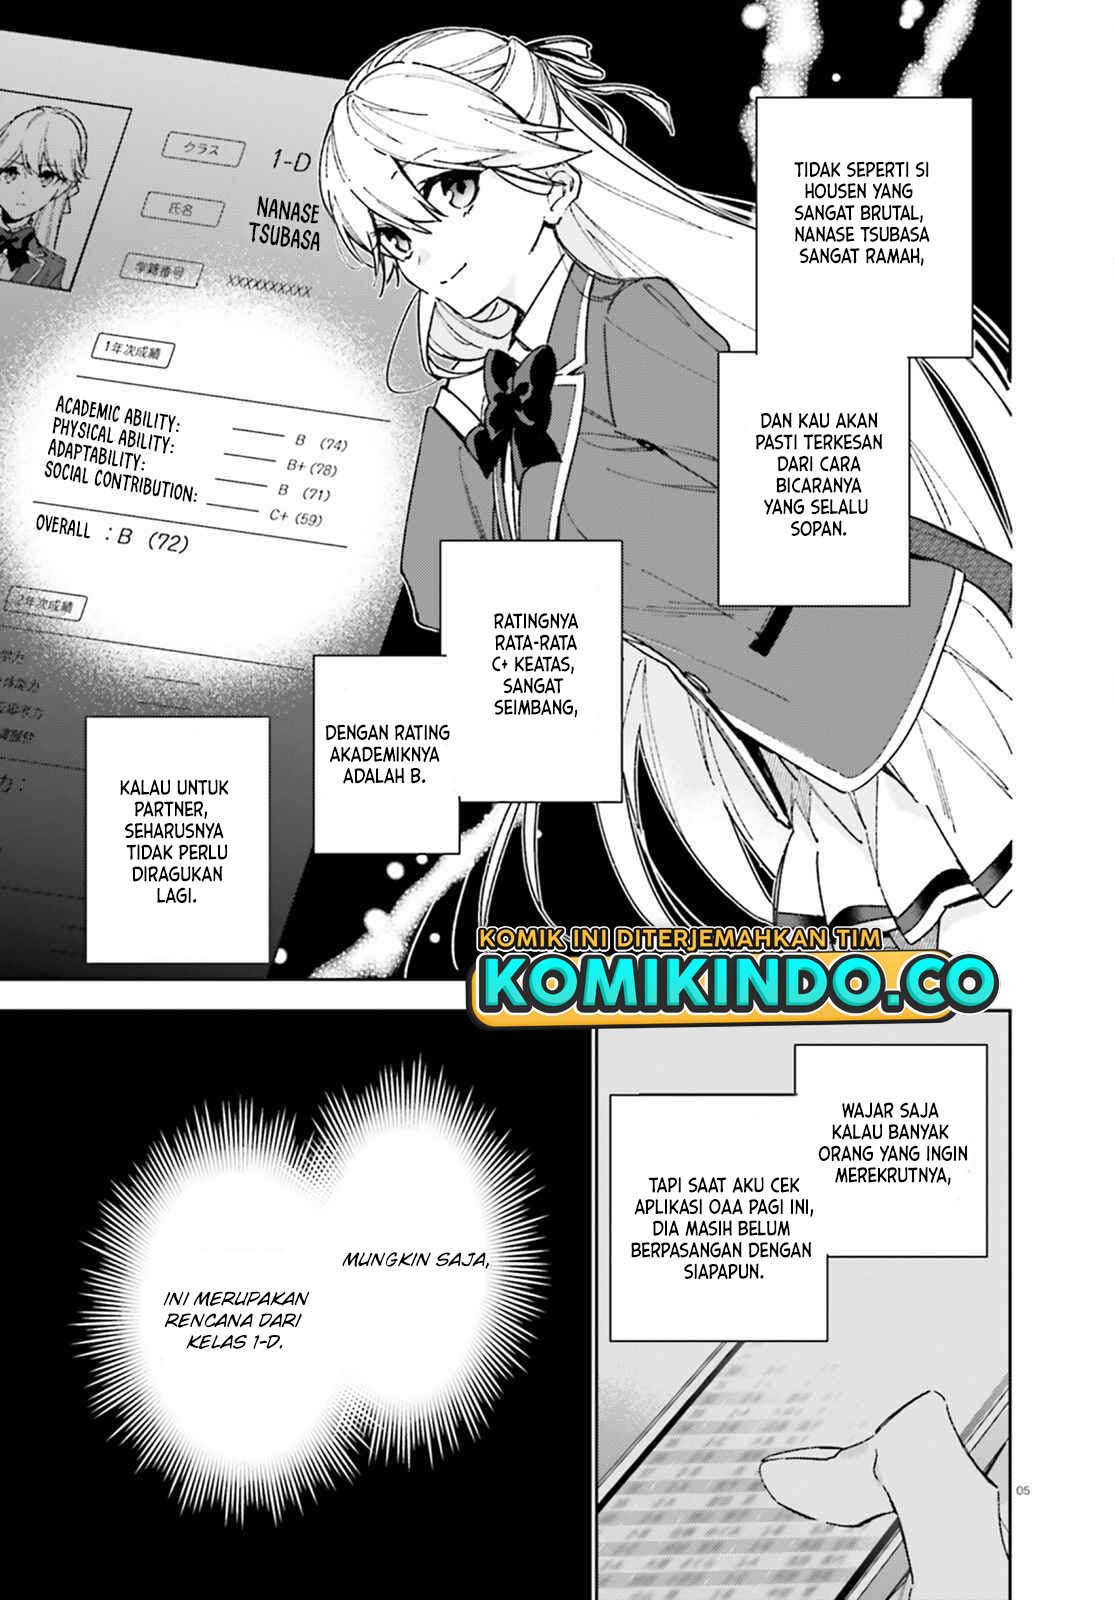 クラス
1-D
氏名
NANASE
TSUBASA
学籍番号
XXXXXXXXXX
1年次成績
ACADEMIC ABILITY:
B (74)
PHYSICAL ABILITY:
B+ (78)
ADAPTABILITY:
B (71)
SOCIAL CONTRIBUTION:
C+ (59)
OVERALL : B (72)
年次成績
TIDAK SEPERTI SI
HOUSEN YANG
SANGAT BRUTAL,
NANASE TSUBASA
SANGAT RAMAH,
DAN KAU AKAN
PASTI TERKESAN
DARI CARA
BICARANYA
YANG SELALU
SOPAN.
RATINGNYA
RATA-RATA
C+ KEATAS,
SANGAT
SEIMBANG,
DENGAN RATING
AKADEMIKNYA
ADALAH B.
KALAU UNTUK
PARTNER,
SEHARUSNYA
TIDAK PERLU
DIRAGUKAN
LAGI.
KOMIK INI DITERJEMAHKAN TIM
KOMIKINDO.CO
WAJAR SAJA
KALAU BANYAK
ORANG YANG INGIN
MEREKRUTNYA,
TAPI SAAT AKU CEK
APLIKASI OAA PAGI INI,
DIA MASIH BELUM
BERPASANGAN DENGAN
SIAPAPUN.
MUNGKIN SAJA,
INI MERUPAKAN
RENCANA DARI
KELAS 1-D.
05